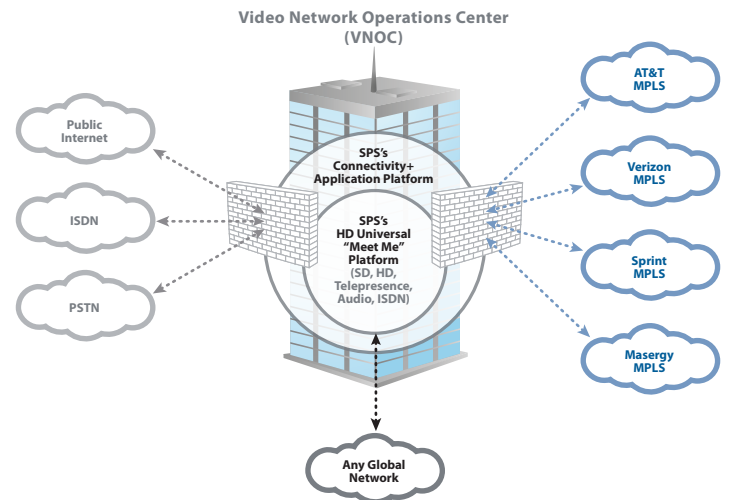 Video Network Operations Center
(VNOC)
Public
Internet
ISDN
PSTN
SPS's
Connectivity+
Application Platform
SPS's
HD Universal
“Meet Me”
Platform
(SD, HD,
Telepresence,
Audio, ISDN)
AT&T
MPLS
Verizon
MPLS
Sprint
MPLS
Masergy
MPLS
Any Global
Network